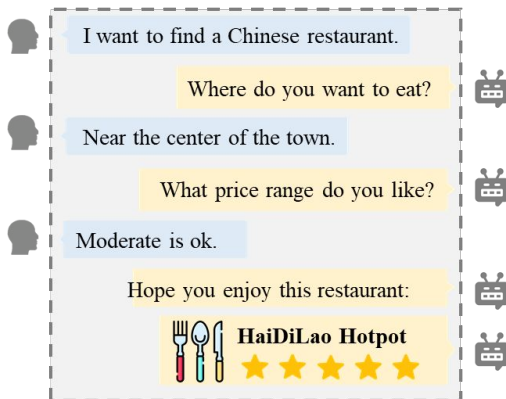 I want to find a Chinese restaurant.
Where do you want to eat?
Near the center of the town.
What price range do you like?
Moderate is ok.
Hope you enjoy this restaurant:
HaiDiLao Hotpot